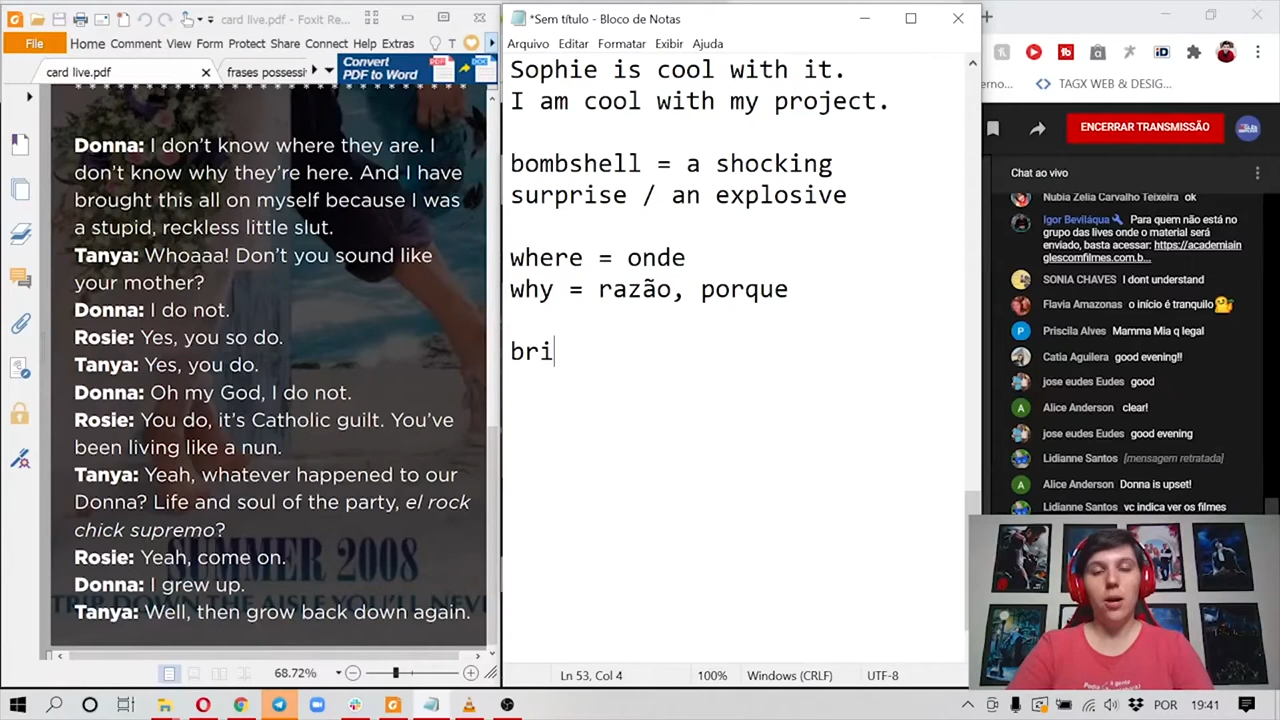 card live.pdf - Foxit Re...
File
Home Comment View Form Protect Share Connect Help Extras
Convert
PDF to Word
card live.pdf
frases possessi
Donna: I don't know where they are. I
don't know why they're here. And I have
brought this all on myself because I was
a stupid, reckless little slut.
Tanya: Whoaaa! Don't you sound like
your mother?
Donna: I do not.
Rosie: Yes, you so do.
Tanya: Yes, you do.
Donna: Oh my God, I do not.
Rosie: You do, it's Catholic guilt. You've
been living like a nun.
Tanya: Yeah, whatever happened to our
Donna? Life and soul of the party, el rock
chick supremo?
Rosie: Yeah, come on.
Donna: I grew up.
Tanya: Well, then grow back down again.
SUMMER 2008
68.72%
*Sem título - Bloco de Notas
Arquivo Editar Formatar Exibir Ajuda
Sophie is cool with it.
I am cool with my project.
bombshell = a shocking
surprise / an explosive
where = onde
why = razão, porque
bri
Ln 53, Col 4
100%
Windows (CRLF)
UTF-8
erno...
TAGX WEB & DESIG...
ENCERRAR TRANSMISSÃO
Chat ao vivo
Nubia Zelia Carvalho Teixeira ok
Igor Beviláqua Para quem não está no
grupo das lives onde o material será
enviado, basta acessar: https://academiain
glescomfilmes.com.b...
SONIA CHAVES I dont understand
Flavia Amazonas o início é tranquilo
Priscila Alves Mamma Mia q legal
Catia Aguilera good evening!!
jose eudes Eudes good
Alice Anderson clear!
jose eudes Eudes good evening
Lidianne Santos [mensagem retratada]
Alice Anderson Donna is upset!
Lidianne Santos vc indica ver os filmes
POR
19:41